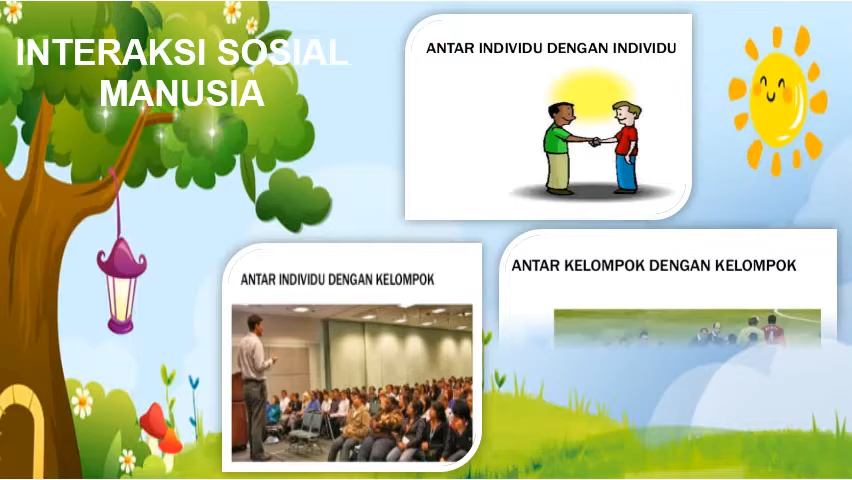 INTERAKSI SOSIAL
MANUSIA
ANTAR INDIVIDU DENGAN INDIVIDU
ANTAR INDIVIDU DENGAN KELOMPOK
ANTAR KELOMPOK DENGAN KELOMPOK